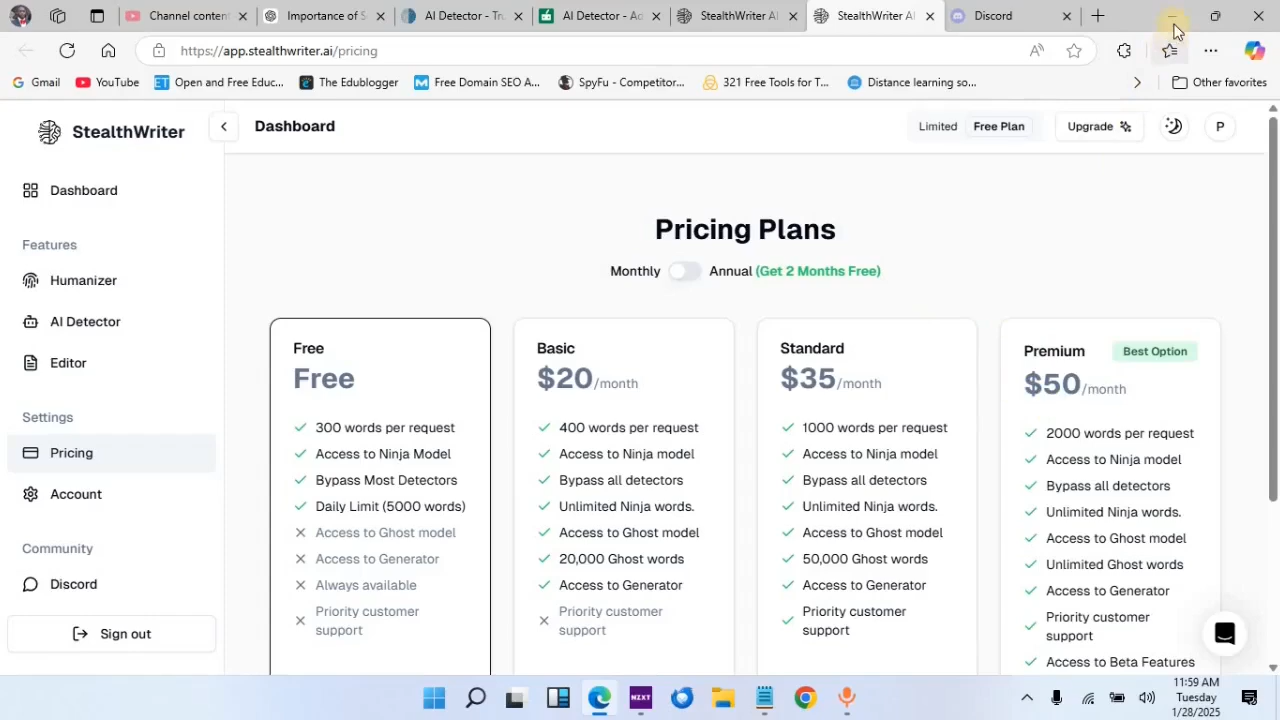 Channel content
Importance of S
AI Detector - Tr
AI Detector - Ad
StealthWriter AI
StealthWriter AI
Discord
https://app.stealthwriter.ai/pricing
Gmail
YouTube
Open and Free Educ...
The Edublogger
Free Domain SEO A...
SpyFu - Competitor...
321 Free Tools for T...
Distance learning so...
Other favorites
StealthWriter
Dashboard
Limited
Free Plan
Upgrade
P
Dashboard
Features
Humanizer
AI Detector
Editor
Settings
Pricing
Account
Community
Discord
Sign out
Pricing Plans
Monthly
Annual (Get 2 Months Free)
Free
Free
300 words per request
Access to Ninja Model
Bypass Most Detectors
Daily Limit (5000 words)
Access to Ghost model
Access to Generator
Always available
Priority customer
support
Basic
$20/month
400 words per request
Access to Ninja model
Bypass all detectors
Unlimited Ninja words.
Access to Ghost model
20,000 Ghost words
Access to Generator
Priority customer
support
Standard
$35/month
1000 words per request
Access to Ninja model
Bypass all detectors
Unlimited Ninja words.
Access to Ghost model
50,000 Ghost words
Access to Generator
Priority customer
support
Premium
Best Option
$50/month
2000 words per request
Access to Ninja model
Bypass all detectors
Unlimited Ninja words.
Access to Ghost model
Unlimited Ghost words
Access to Generator
Priority customer
support
Access to Beta Features
NZXT
11:59 AM
Tuesday
1/28/2025